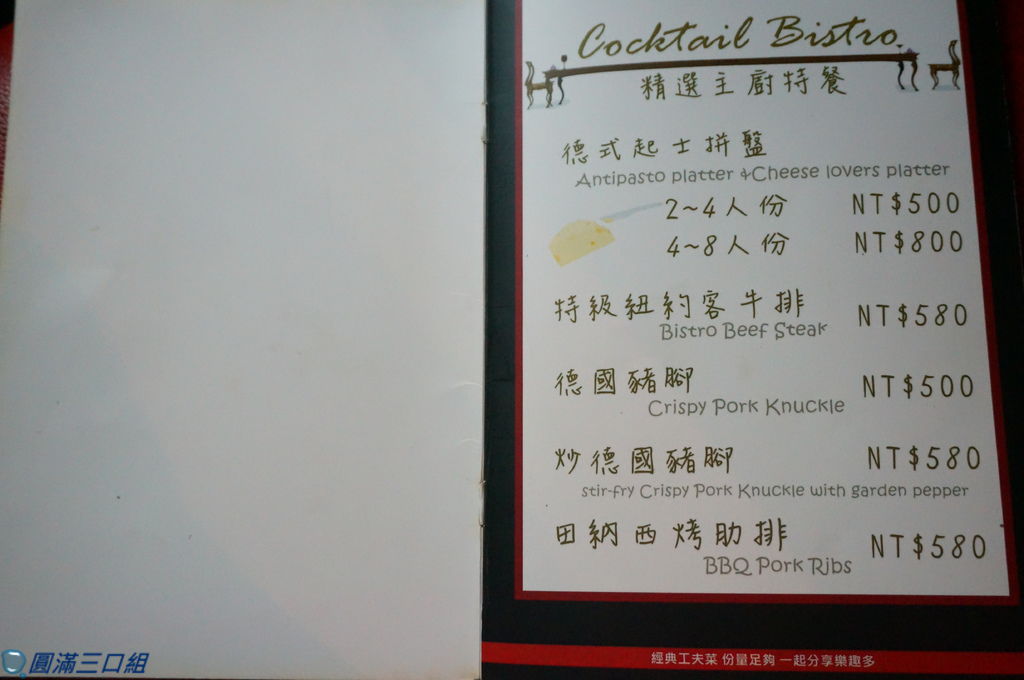 Cocktail Bistro
精選主廚特餐
德式起士拼盤
Antipasto platter &Cheese lovers platter
2~4人份 NT$500
4~8人份 NT$800
特級紐約客牛排 NT$580
Bistro Beef Steak
德國豬腳 NT$500
Crispy Pork Knuckle
炒德國豬腳 NT$580
stir-fry Crispy Pork Knuckle with garden pepper
田納西烤肋排 NT$580
BBQ Pork Ribs
經典工夫菜 份量足夠 一起分享樂趣多
圓滿三口組